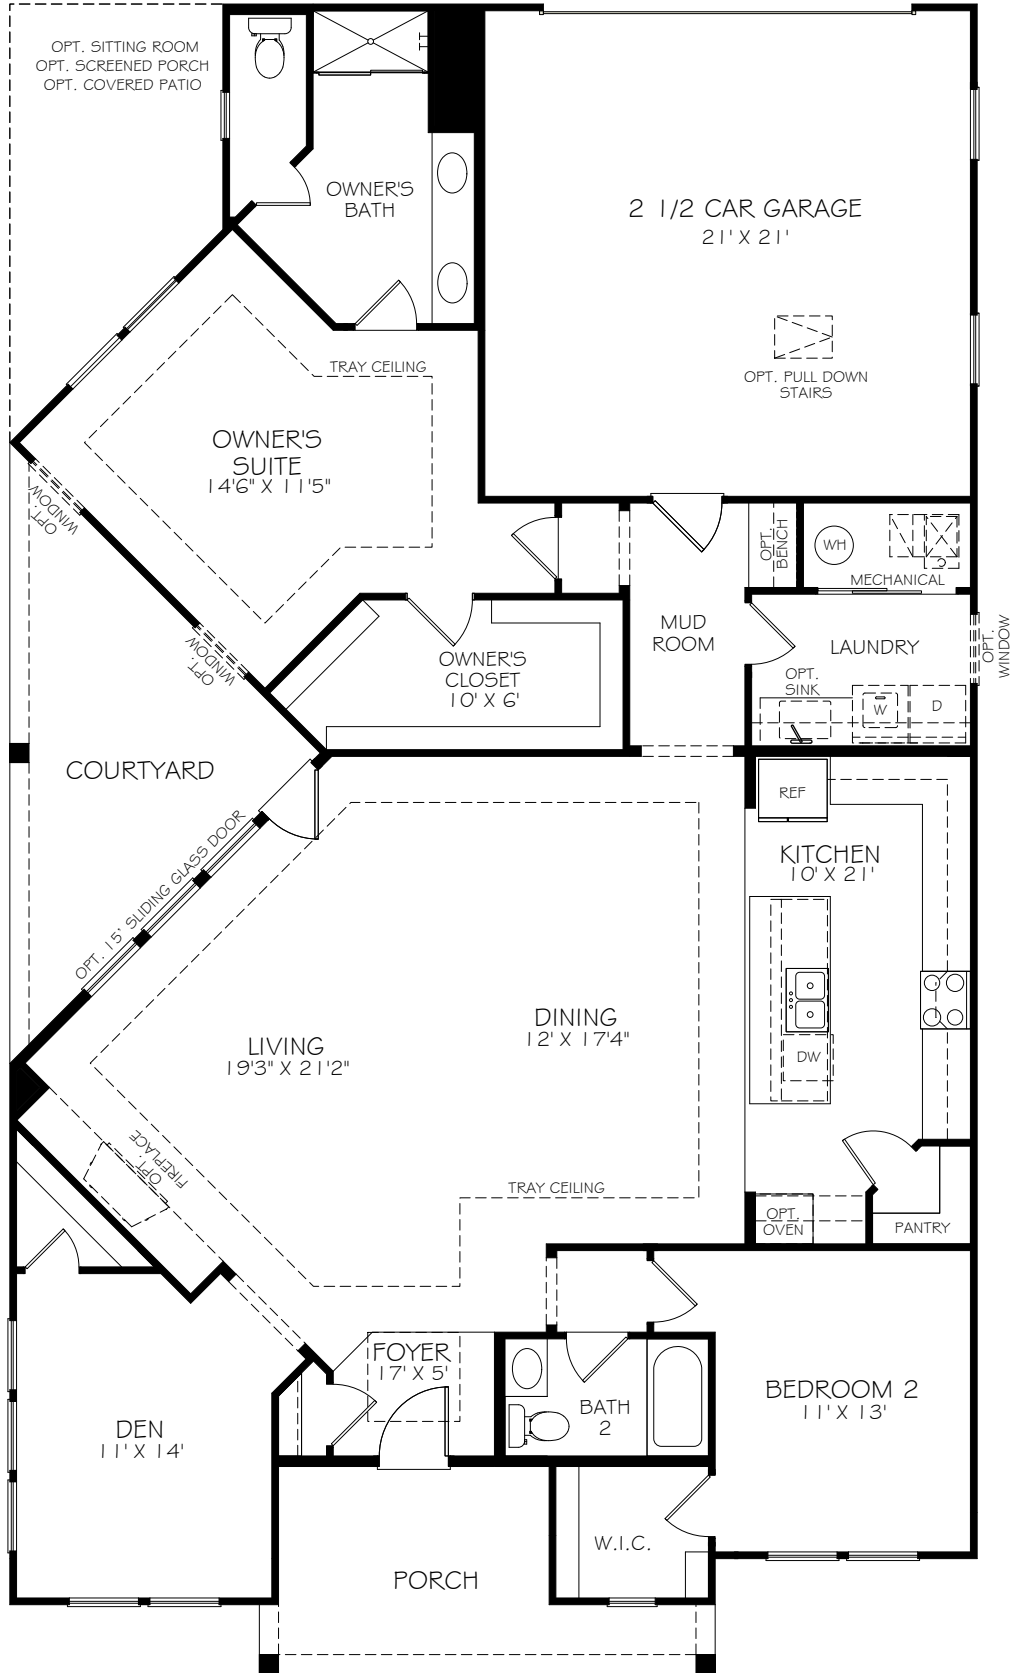 OPT. SITTING ROOM
OPT. SCREENED PORCH
OPT. COVERED PATIO
OWNER'S
BATH
2 1/2 CAR GARAGE
21' X 21'
OPT. PULL DOWN
STAIRS
TRAY CEILING
OWNER'S
SUITE
14'6" X 11'5"
OPT.
WINDOW
OPT.
BENCH
WH
MECHANICAL
MUD
ROOM
LAUNDRY
OPT.
WINDOW
OPT.
WINDOW
OWNER'S
CLOSET
10' X 6'
OPT.
SINK
W
D
COURTYARD
REF
KITCHEN
10' X 21'
OPT. 15' SLIDING GLASS DOOR
LIVING
19'3" X 21'2"
DINING
12' X 17'4"
DW
OPT.
FIREPLACE
TRAY CEILING
OPT.
OVEN
PANTRY
FOYER
17' X 5'
DEN
11' X 14'
BATH
2
BEDROOM 2
11' X 13'
W.I.C.
PORCH